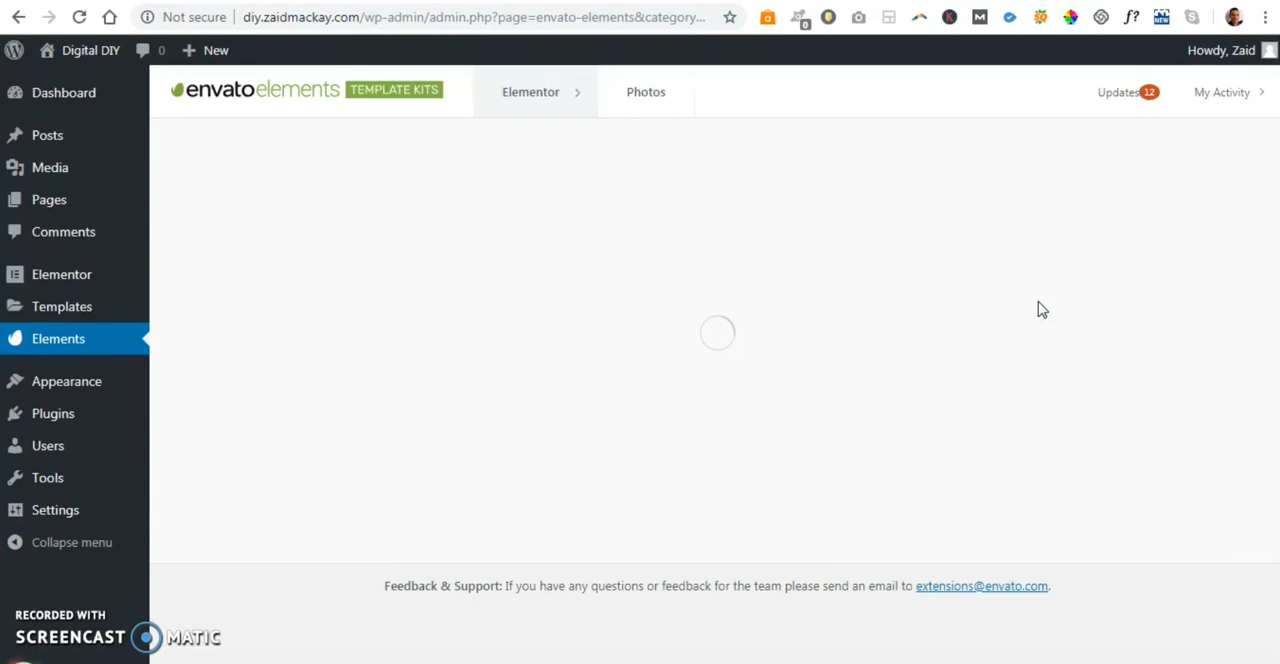 Not secure
diy.zaidmackay.com/wp-admin/admin.php?page=envato-elements&category...
0
M
K
f?
NEW
Digital DIY
0
New
Howdy, Zaid
Dashboard
Posts
Media
Pages
Comments
Elementor
Templates
Elements
Appearance
Plugins
Users
Tools
Settings
Collapse menu
envatoelements TEMPLATE KITS
Elementor
Photos
Updates 12
My Activity
Feedback & Support: If you have any questions or feedback for the team please send an email to extensions@envato.com.
RECORDED WITH
SCREENCAST MATIC